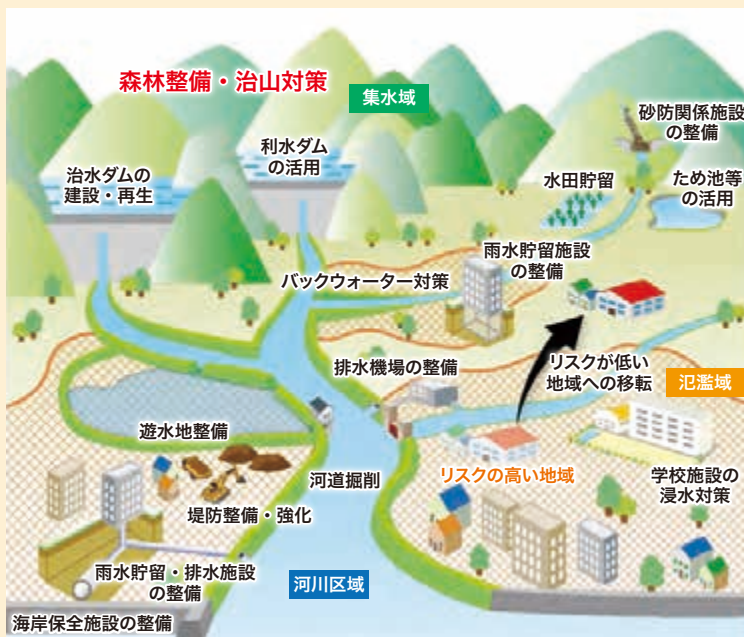 森林整備・治山対策
集水域
砂防関係施設
の整備
利水ダム
の活用
治水ダムの
建設・再生
水田貯留
ため池等
の活用
雨水貯留施設
の整備
バックウォーター対策
排水機場の整備
リスクが低い
地域への移転
氾濫域
遊水地整備
河道掘削
リスクの高い地域
学校施設の
浸水対策
堤防整備・強化
雨水貯留・排水施設
の整備
河川区域
海岸保全施設の整備